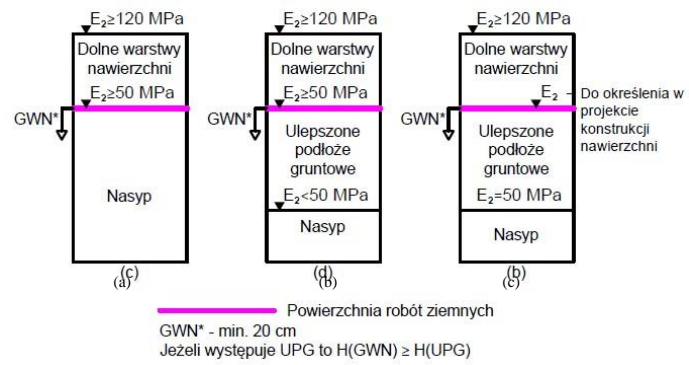 E₂≥120 MPa
Dolne warstwy
nawierzchni
E₂≥50 MPa
GWN*
Nasyp
(c)
(a)
E₂≥120 MPa
Dolne warstwy
nawierzchni
E₂≥50 MPa
GWN*
Ulepszone
podłoże
gruntowe
E₂<50 MPa
Nasyp
(d)
(b)
E₂≥120 MPa
Dolne warstwy
nawierzchni
E₂ - Do określenia w
projekcie
konstrukcji
nawierzchni
GWN*
Ulepszone
podłoże
gruntowe
E₂=50 MPa
Nasyp
(b)
(c)
Powierzchnia robót ziemnych
GWN* - min. 20 cm
Jeżeli występuje UPG to H(GWN) ≥ H(UPG)